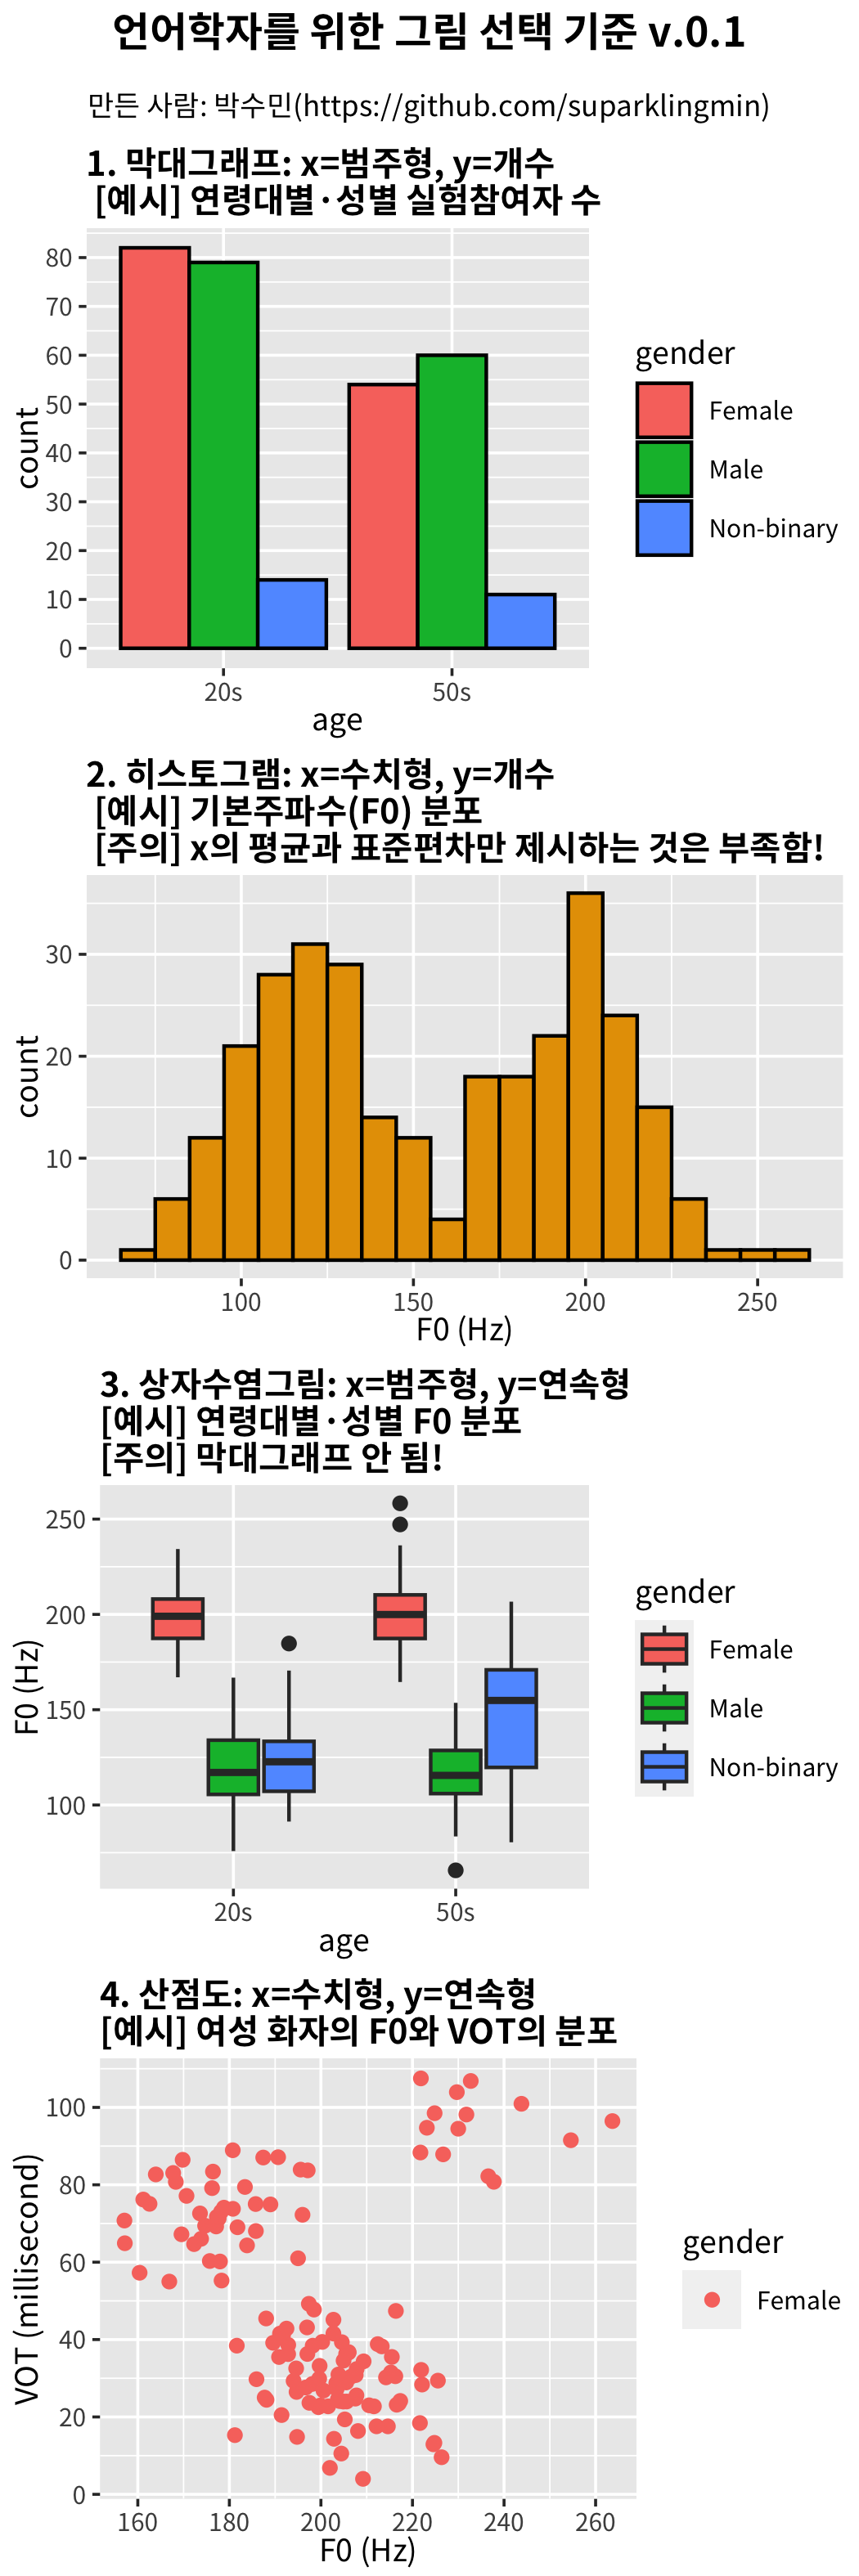 언어학자를 위한 그림 선택 기준 v.0.1
만든 사람: 박수민(https://github.com/suparklingmin)
1. 막대그래프: x=범주형, y=개수
[예시] 연령대별·성별 실험참여자 수
80
70
60
50
40
30
20
10
0
count
20s
50s
age
gender
Female
Male
Non-binary
2. 히스토그램: x=수치형, y=개수
[예시] 기본주파수(F0) 분포
[주의] x의 평균과 표준편차만 제시하는 것은 부족함!
30
20
10
0
count
100
150
200
250
F0 (Hz)
3. 상자수염그림: x=범주형, y=연속형
[예시] 연령대별·성별 F0 분포
[주의] 막대그래프 안 됨!
250
200
150
100
F0 (Hz)
20s
50s
age
gender
Female
Male
Non-binary
4. 산점도: x=수치형, y=연속형
[예시] 여성 화자의 F0와 VOT의 분포
100
80
60
40
20
0
VOT (millisecond)
160
180
200
220
240
260
F0 (Hz)
gender
Female